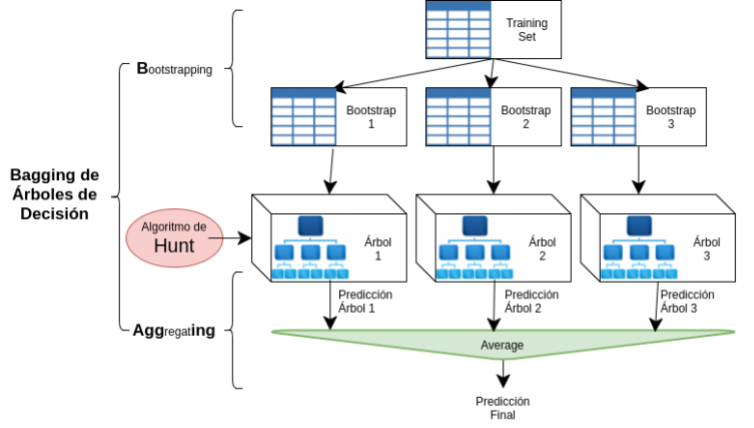 Training
Set
Bootstrapping
Bootstrap
1
Bootstrap
2
Bootstrap
3
Bagging de
Árboles de
Decisión
Algoritmo de
Hunt
Árbol
1
Árbol
2
Árbol
3
Predicción
Árbol 1
Predicción
Árbol 2
Predicción
Árbol 3
Aggregating
Average
Predicción
Final